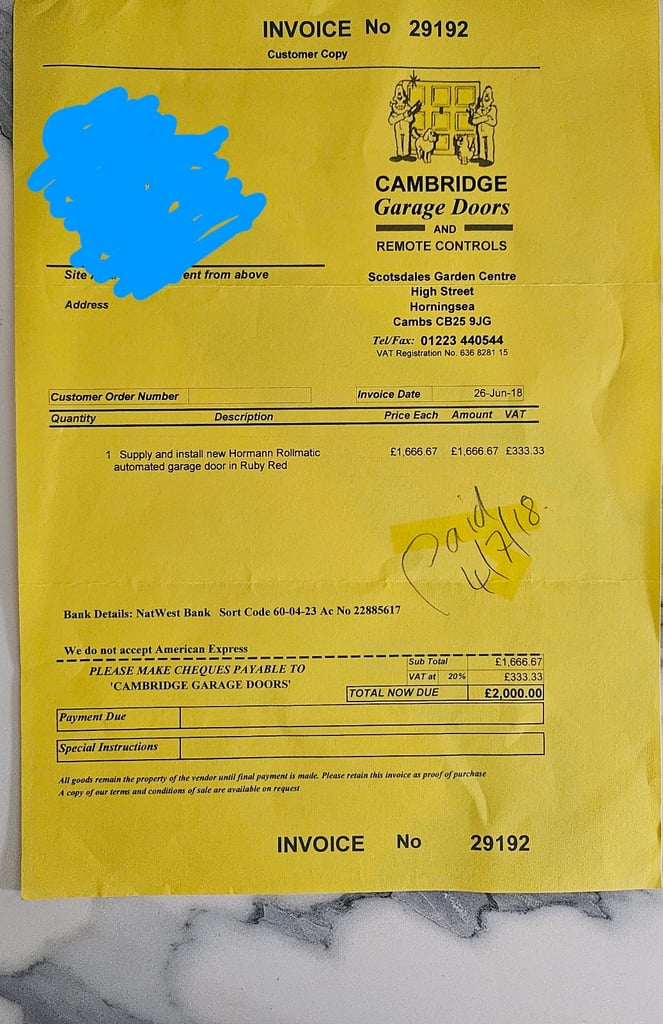 INVOICE No 29192
Customer Copy
CAMBRIDGE
Garage Doors
AND
REMOTE CONTROLS
Site ent from above
Address
Scotsdales Garden Centre
High Street
Horningsea
Cambs CB25 9JG
Tel/Fax: 01223 440544
VAT Registration No. 636 8281 15
Customer Order Number
Invoice Date 26-Jun-18
Quantity Description Price Each Amount VAT
1 Supply and install new Hormann Rollmatic £1,666.67 £1,666.67 £333.33
automated garage door in Ruby Red
Paid
4/7/18
Bank Details: NatWest Bank Sort Code 60-04-23 Ac No 22885617
We do not accept American Express
PLEASE MAKE CHEQUES PAYABLE TO
'CAMBRIDGE GARAGE DOORS'
Sub Total £1,666.67
VAT at 20% £333.33
TOTAL NOW DUE £2,000.00
Payment Due
Special Instructions
All goods remain the property of the vendor until final payment is made. Please retain this invoice as proof of purchase
A copy of our terms and conditions of sale are available on request
INVOICE No 29192